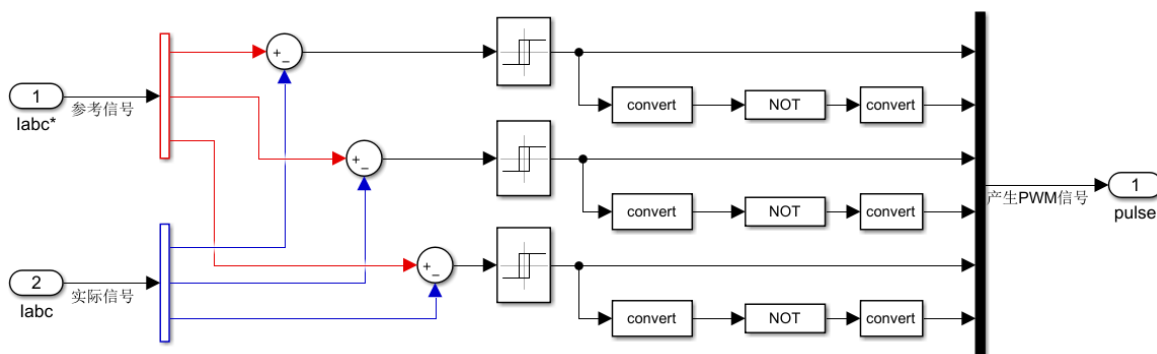 1
Iabc*
参考信号
convert
NOT
convert
convert
NOT
convert
产生PWM信号
1
pulse
2
Iabc
实际信号
convert
NOT
convert